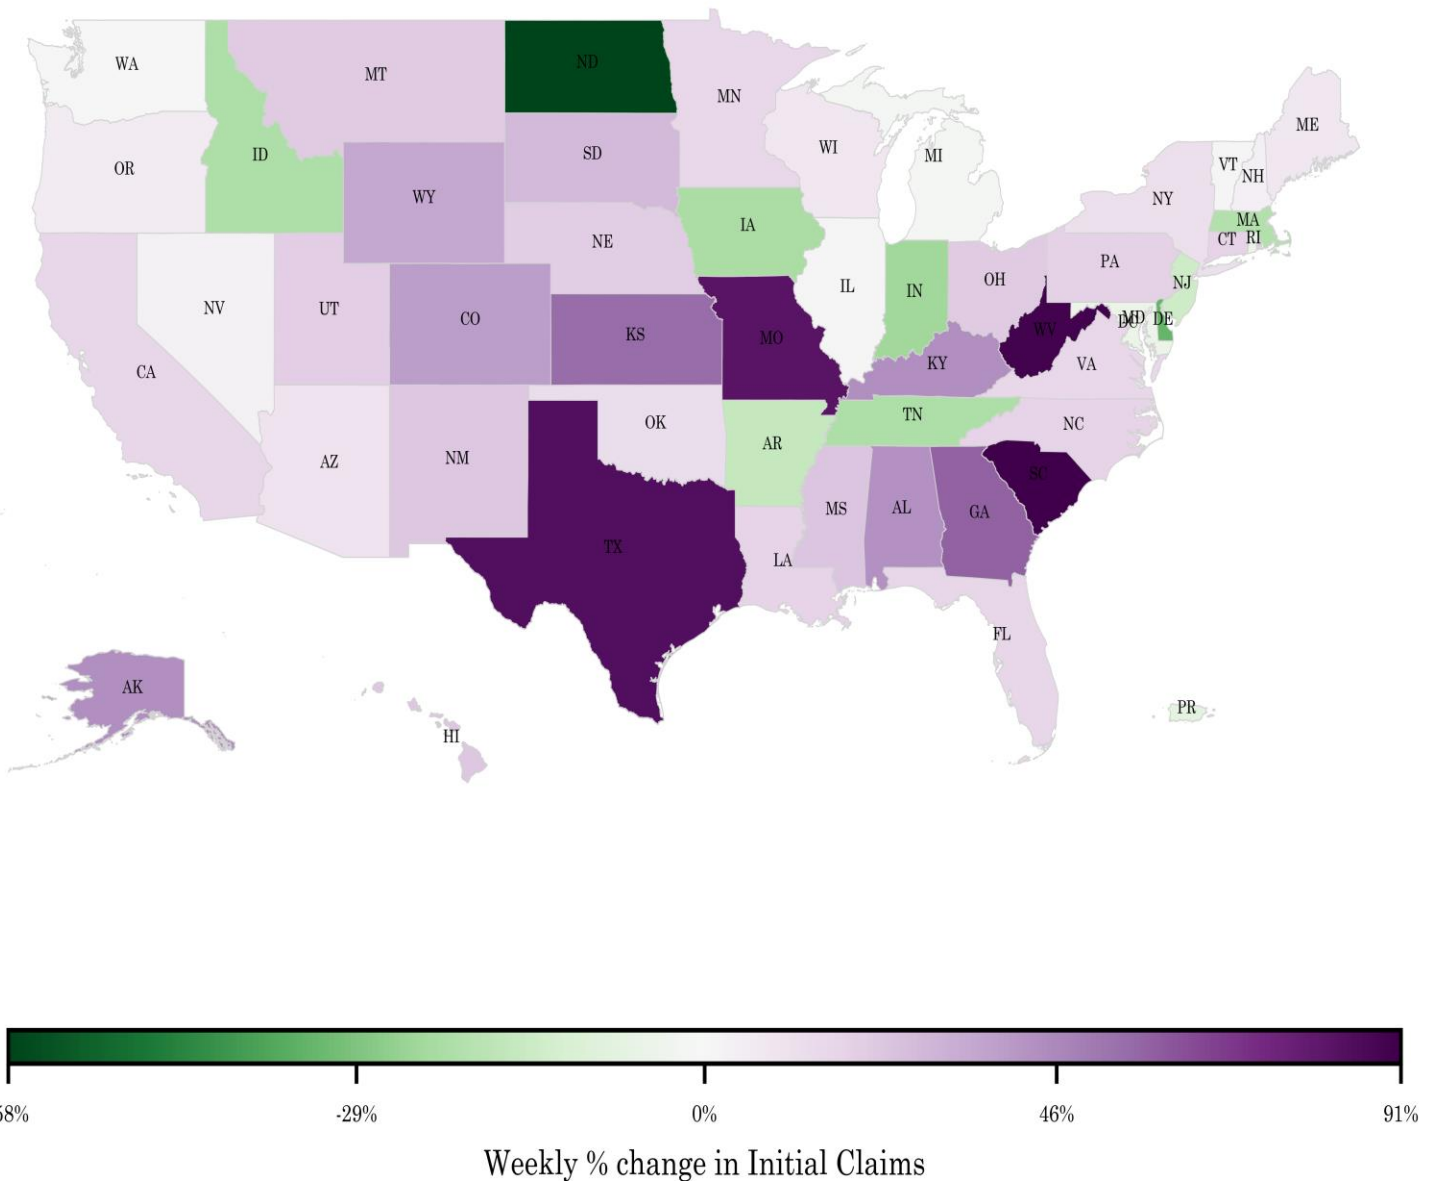 WA
MT
ND
MN
OR
ID
WY
SD
WI
MI
ME
VT
NH
NY
MA
CT
RI
NV
UT
CO
NE
IA
IL
IN
OH
PA
NJ
CA
KS
MO
KY
WV
VA
DC
MD
DE
AZ
NM
OK
AR
TN
NC
TX
LA
MS
AL
GA
SC
FL
AK
HI
PR
58%
-29%
0%
46%
91%
Weekly % change in Initial Claims